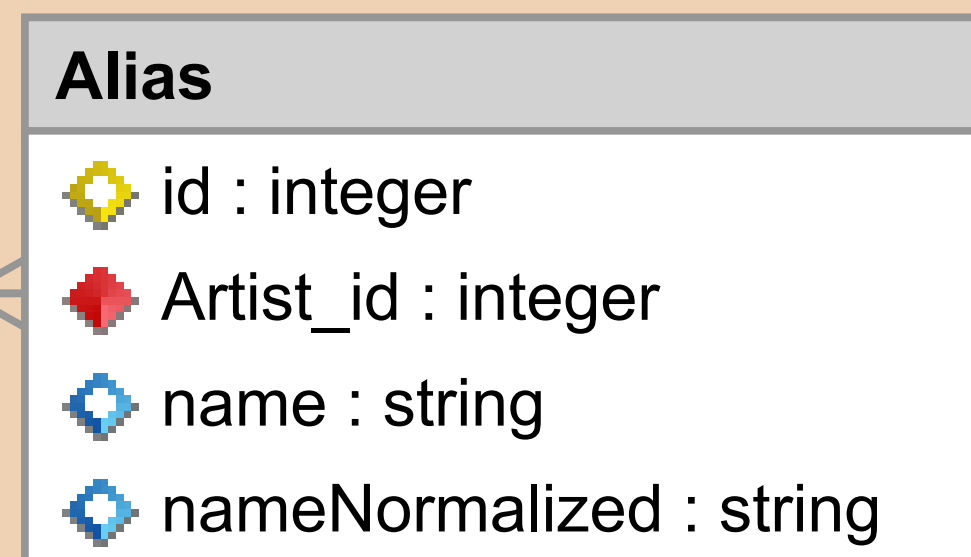 Alias
id : integer
Artist_id : integer
name : string
nameNormalized : string